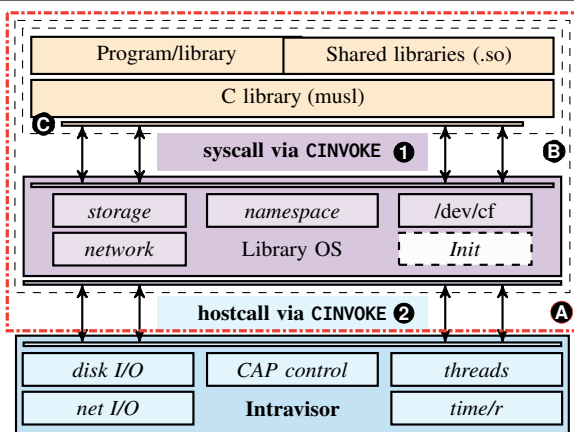 Program/library Shared libraries (.so)
C library (musl)
C
syscall via CINVOKE 1 B
storage namespace /dev/cf
network Library OS Init
hostcall via CINVOKE 2 A
disk I/O CAP control threads
net I/O Intravisor time/r